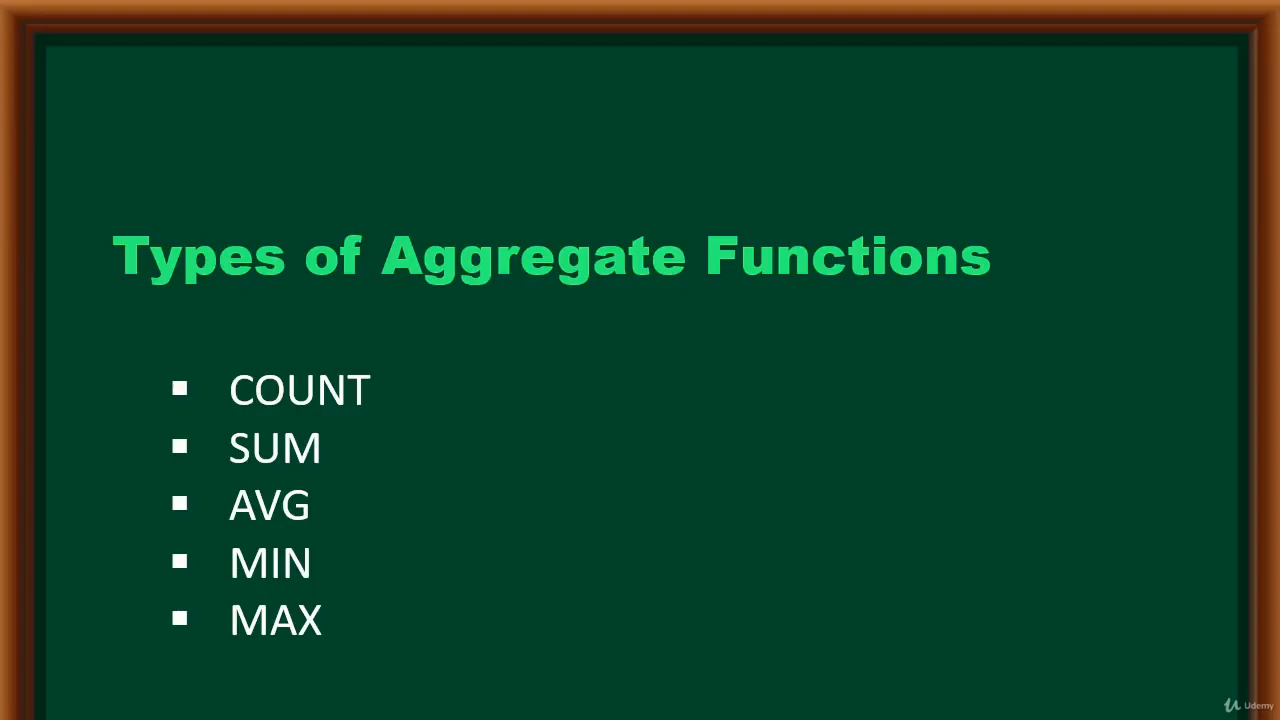 Types of Aggregate Functions
▪ COUNT
▪ SUM
▪ AVG
▪ MIN
▪ MAX
Udemy